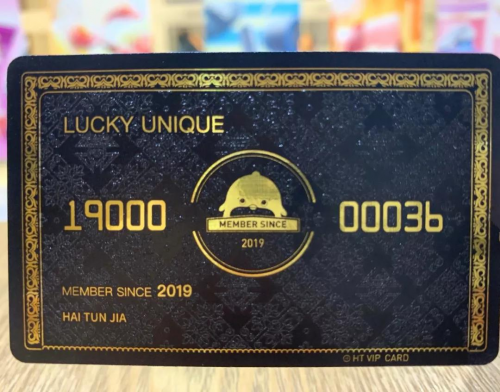 LUCKY UNIQUE
19000
00036
MEMBER SINCE
2019
MEMBER SINCE 2019
HAI TUN JIA
HT VIP CARD